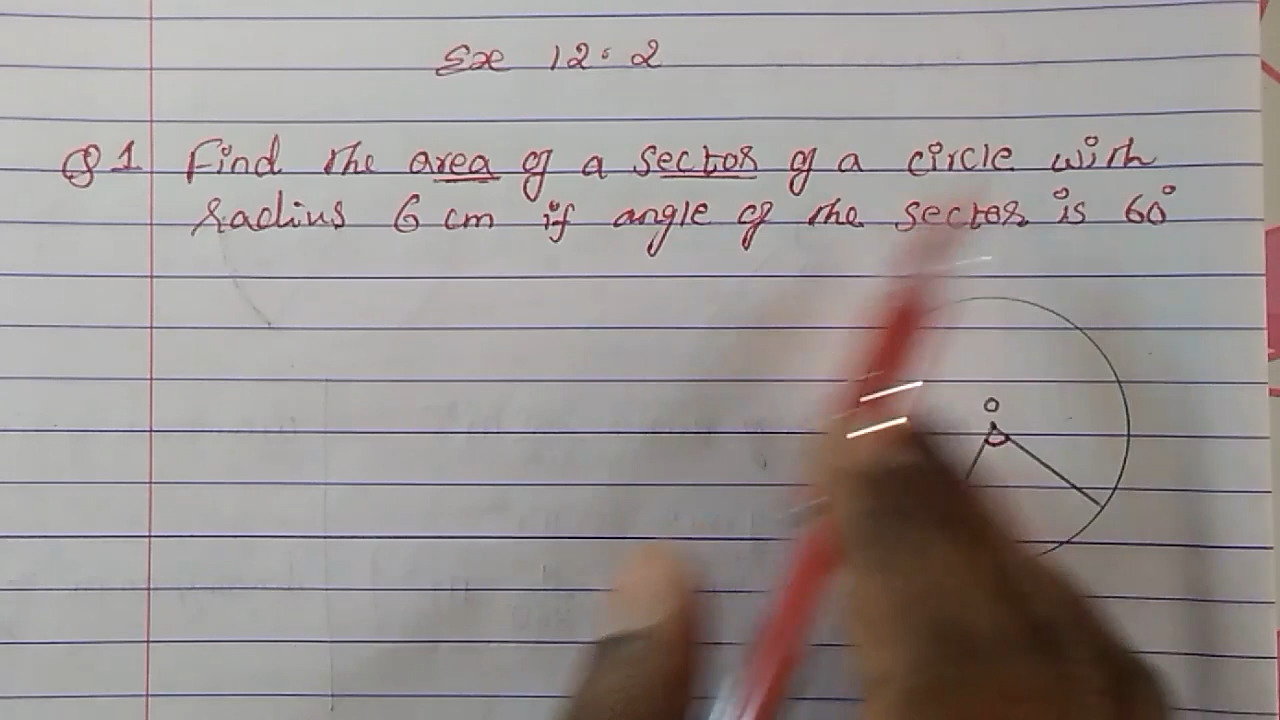 Ex 12.2
Q1 Find the area of a sector of a circle with
radius 6 cm if angle of the sector is 60°
O